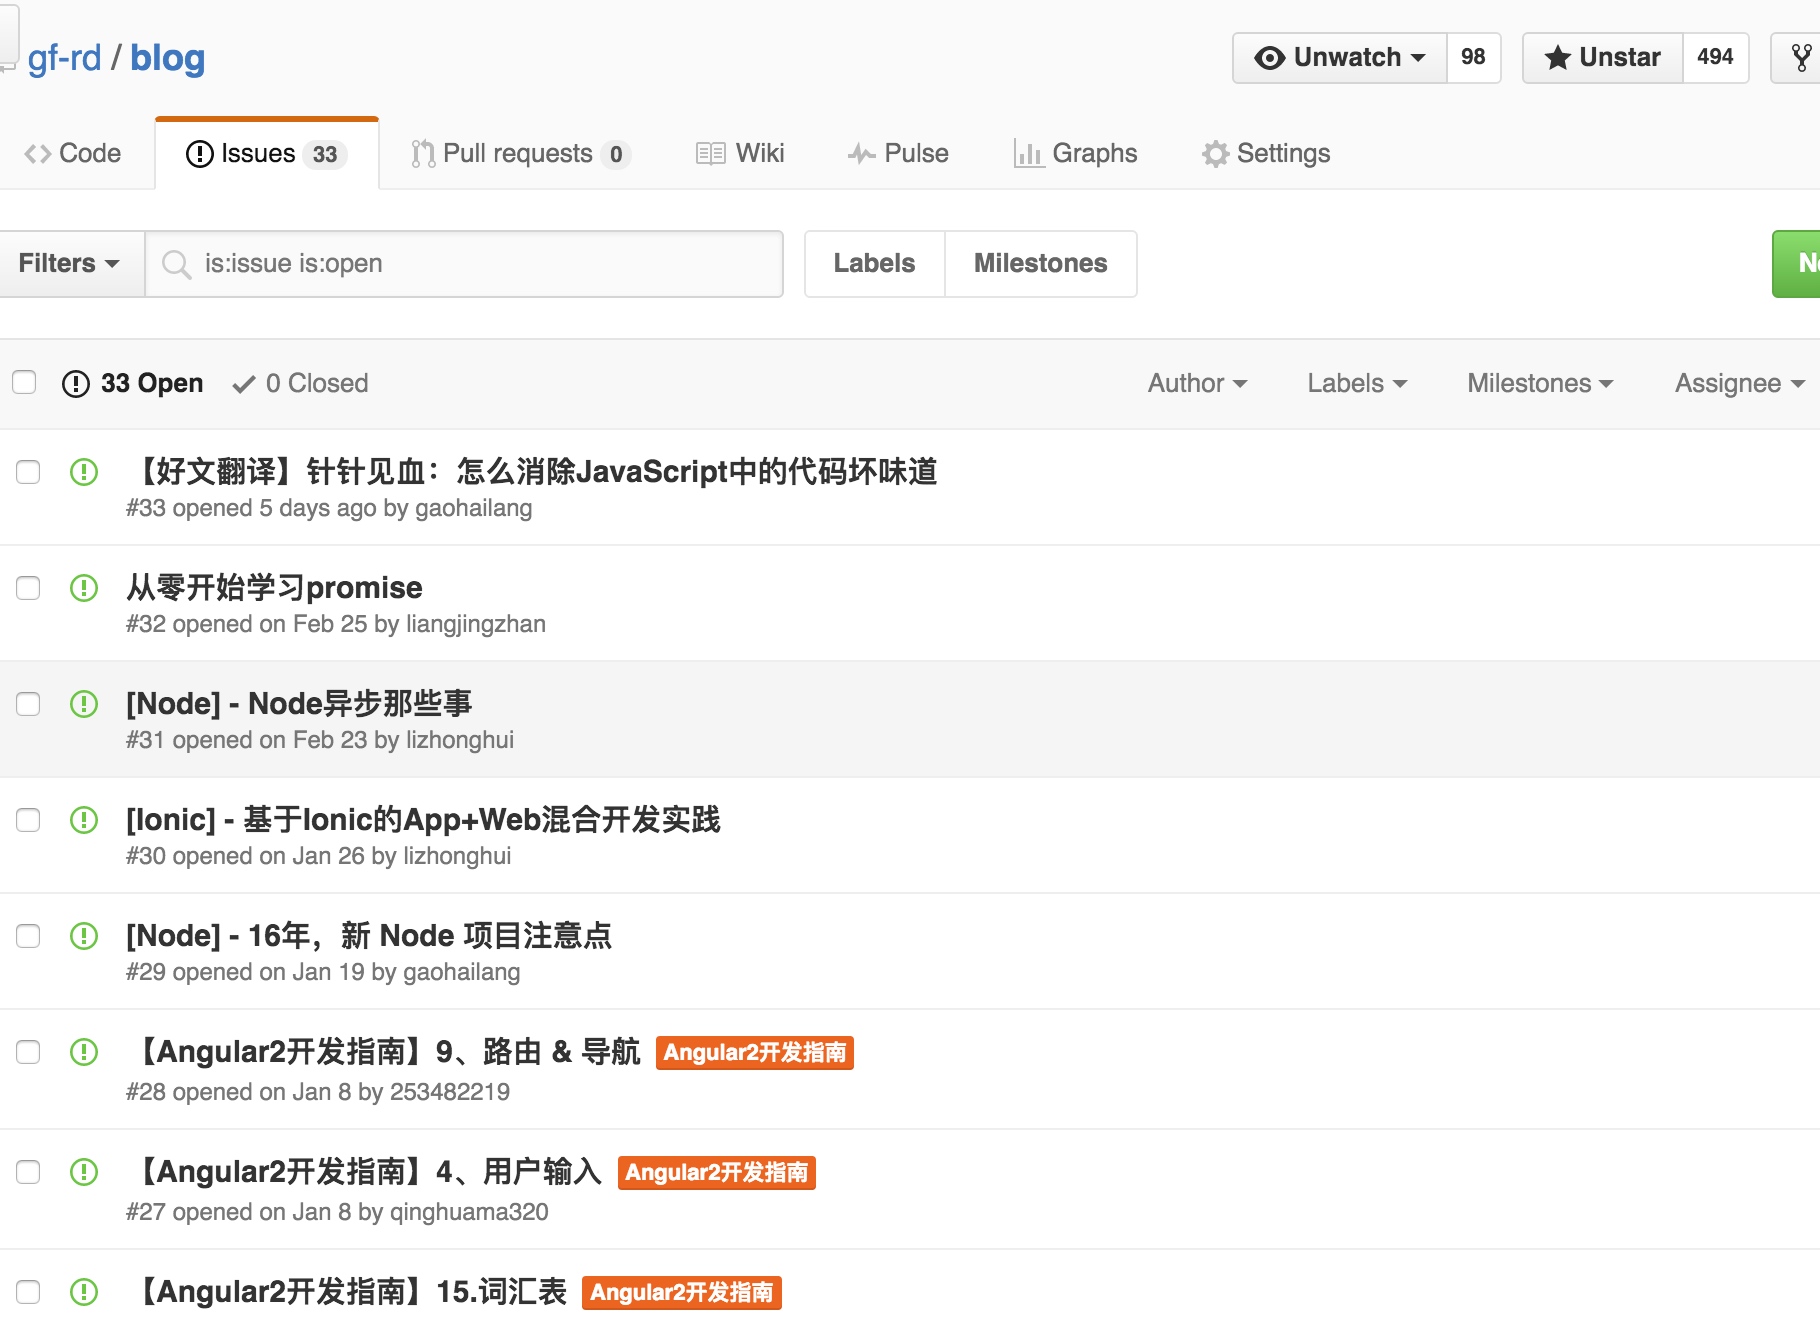 gf-rd / blog
Unwatch 98 Unstar 494
Code Issues 33 Pull requests 0 Wiki Pulse Graphs Settings
Filters is:issue is:open Labels Milestones
33 Open 0 Closed Author Labels Milestones Assignee
【好文翻译】针针见血：怎么消除JavaScript中的代码坏味道
#33 opened 5 days ago by gaohailang
从零开始学习promise
#32 opened on Feb 25 by liangjingzhan
[Node] - Node异步那些事
#31 opened on Feb 23 by lizhonghui
[Ionic] - 基于Ionic的App+Web混合开发实践
#30 opened on Jan 26 by lizhonghui
[Node] - 16年，新 Node 项目注意点
#29 opened on Jan 19 by gaohailang
【Angular2开发指南】9、路由 & 导航 Angular2开发指南
#28 opened on Jan 8 by 253482219
【Angular2开发指南】4、用户输入 Angular2开发指南
#27 opened on Jan 8 by qinghuama320
【Angular2开发指南】15.词汇表 Angular2开发指南